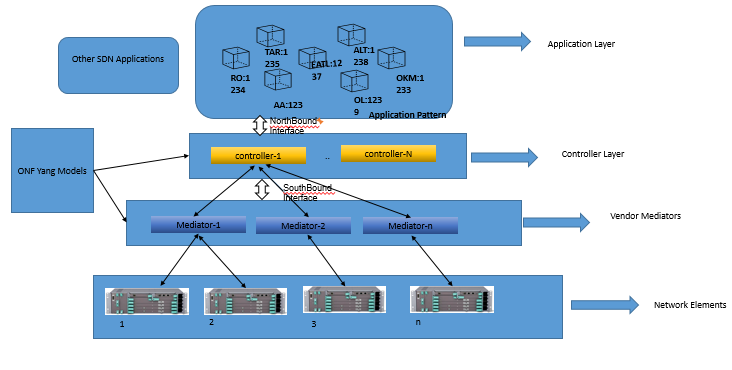 Other SDN Applications
TAR:1
235
ALT:1
238
EATL:12
37
RO:1
234
OKM:1
233
AA:123
OL:123
9
Application Pattern
Application Layer
NorthBound
Interface
ONF Yang Models
controller-1
..
controller-N
Controller Layer
SouthBound
Interface
Mediator-1
Mediator-2
Mediator-n
Vendor Mediators
1
2
3
n
Network Elements